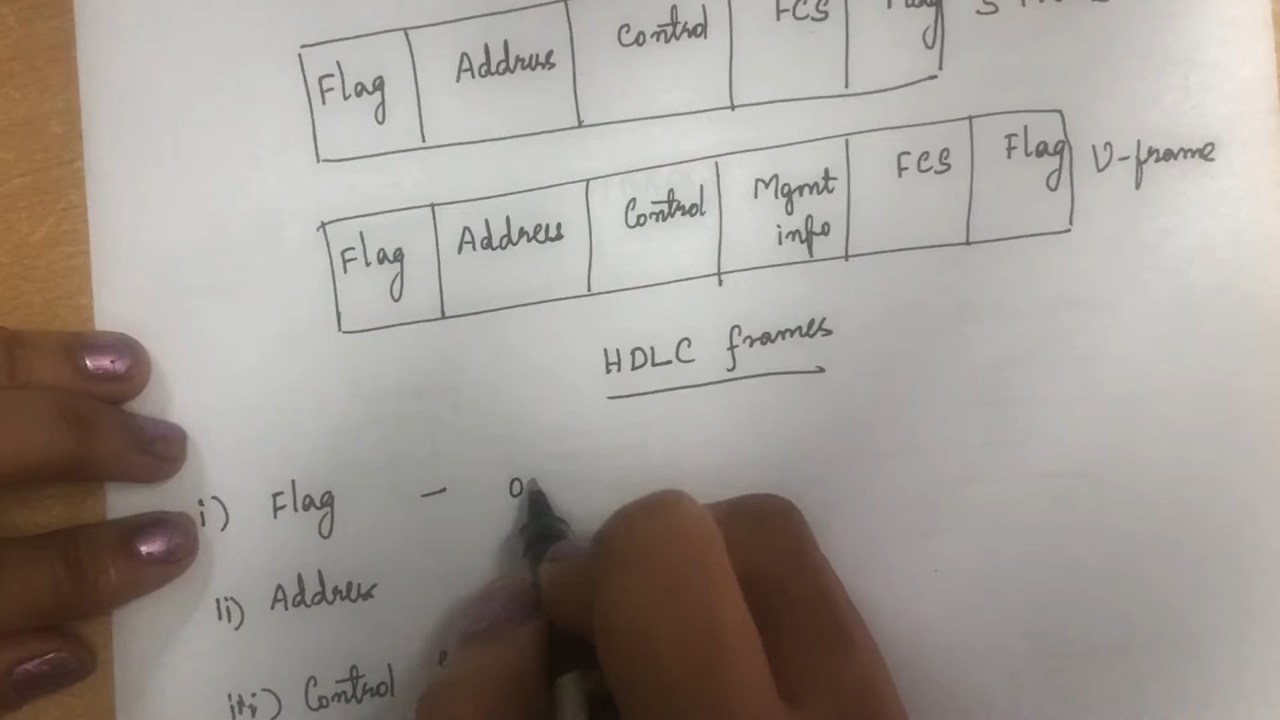 Flag Address Control FCS Flag
Flag Address Control Mgmt info FCS Flag U-frame
HDLC frames
i) Flag - 0
ii) Address
iii) Control